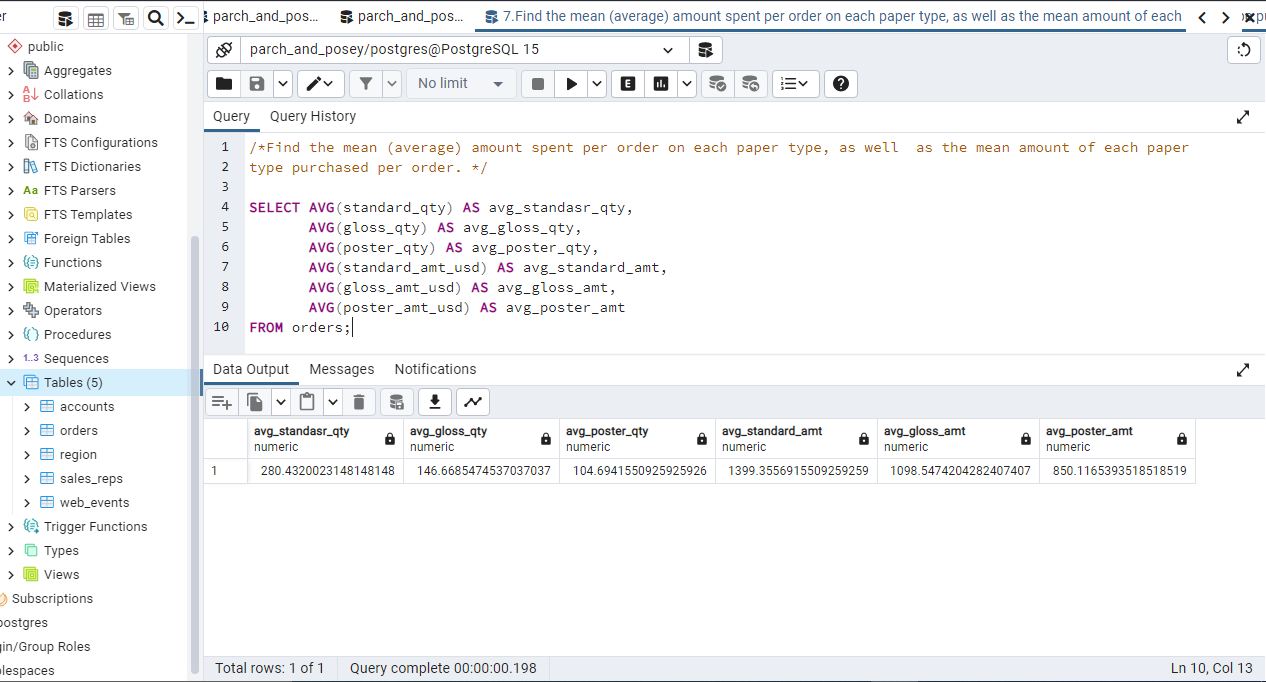 er
parch_and_pos...
parch_and_pos...
7.Find the mean (average) amount spent per order on each paper type, as well as the mean amount of each
public
Aggregates
Collations
Domains
FTS Configurations
FTS Dictionaries
Aa FTS Parsers
FTS Templates
Foreign Tables
Functions
Materialized Views
Operators
Procedures
1..3 Sequences
Tables (5)
accounts
orders
region
sales_reps
web_events
Trigger Functions
Types
Views
Subscriptions
postgres
gin/Group Roles
blespaces
parch_and_posey/postgres@PostgreSQL 15
No limit
E
Query Query History
1 /*Find the mean (average) amount spent per order on each paper type, as well  as the mean amount of each paper
2 type purchased per order. */
3
4 SELECT AVG(standard_qty) AS avg_standasr_qty,
5 AVG(gloss_qty) AS avg_gloss_qty,
6 AVG(poster_qty) AS avg_poster_qty,
7 AVG(standard_amt_usd) AS avg_standard_amt,
8 AVG(gloss_amt_usd) AS avg_gloss_amt,
9 AVG(poster_amt_usd) AS avg_poster_amt
10 FROM orders;
Data Output Messages Notifications
avg_standasr_qty avg_gloss_qty avg_poster_qty avg_standard_amt avg_gloss_amt avg_poster_amt
numeric numeric numeric numeric numeric numeric
1 280.4320023148148148 146.6685474537037037 104.6941550925925926 1399.3556915509259259 1098.5474204282407407 850.1165393518518519
Total rows: 1 of 1 Query complete 00:00:00.198 Ln 10, Col 13